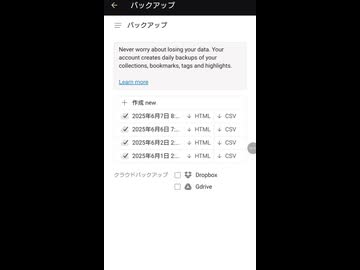 バックアップ
バックアップ
Never worry about losing your data. Your
account creates daily backups of your
collections, bookmarks, tags and highlights.
Learn more
作成 new
2025年6月7日 8:... HTML CSV
2025年6月6日 7:... HTML CSV
2025年6月2日 2:... HTML CSV
2025年6月1日 2:... HTML CSV
クラウドバックアップ Dropbox
Gdrive